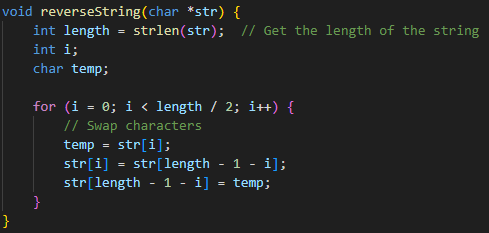 void reverseString(char *str) {
    int length = strlen(str);  // Get the length of the string
    int i;
    char temp;

    for (i = 0; i < length / 2; i++) {
        // Swap characters
        temp = str[i];
        str[i] = str[length - 1 - i];
        str[length - 1 - i] = temp;
    }
}